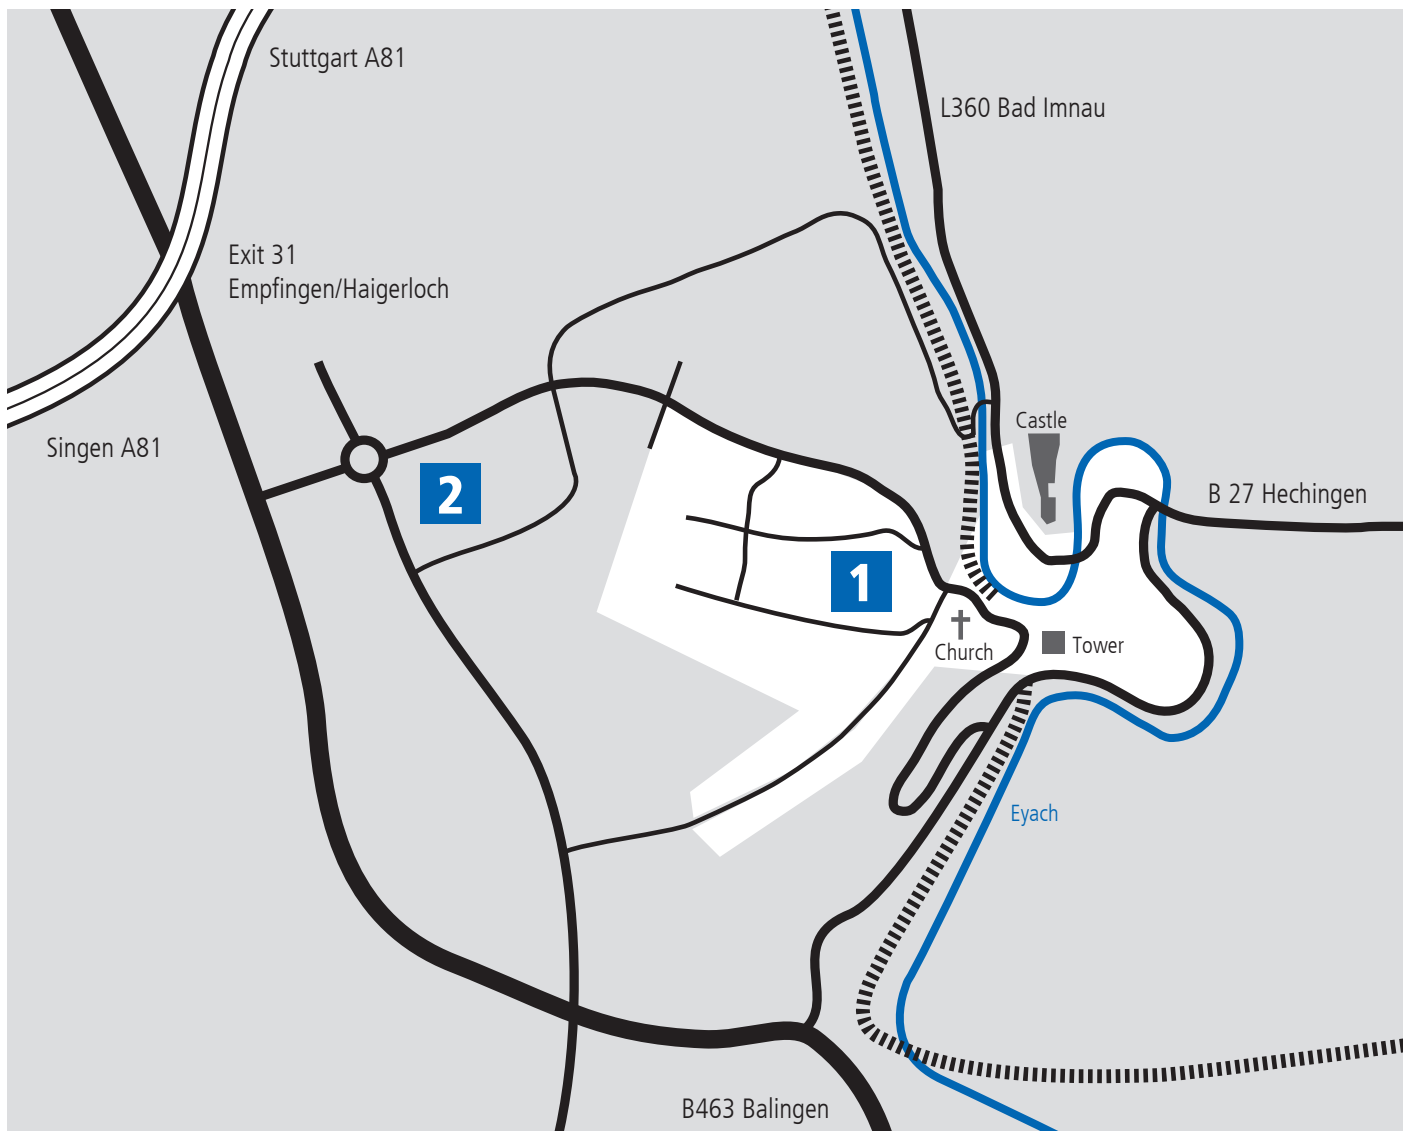 Stuttgart A81
L360 Bad Imnau
Exit 31
Empfingen/Haigerloch
Singen A81
Castle
2
B 27 Hechingen
1
Church
Tower
Eyach
B463 Balingen